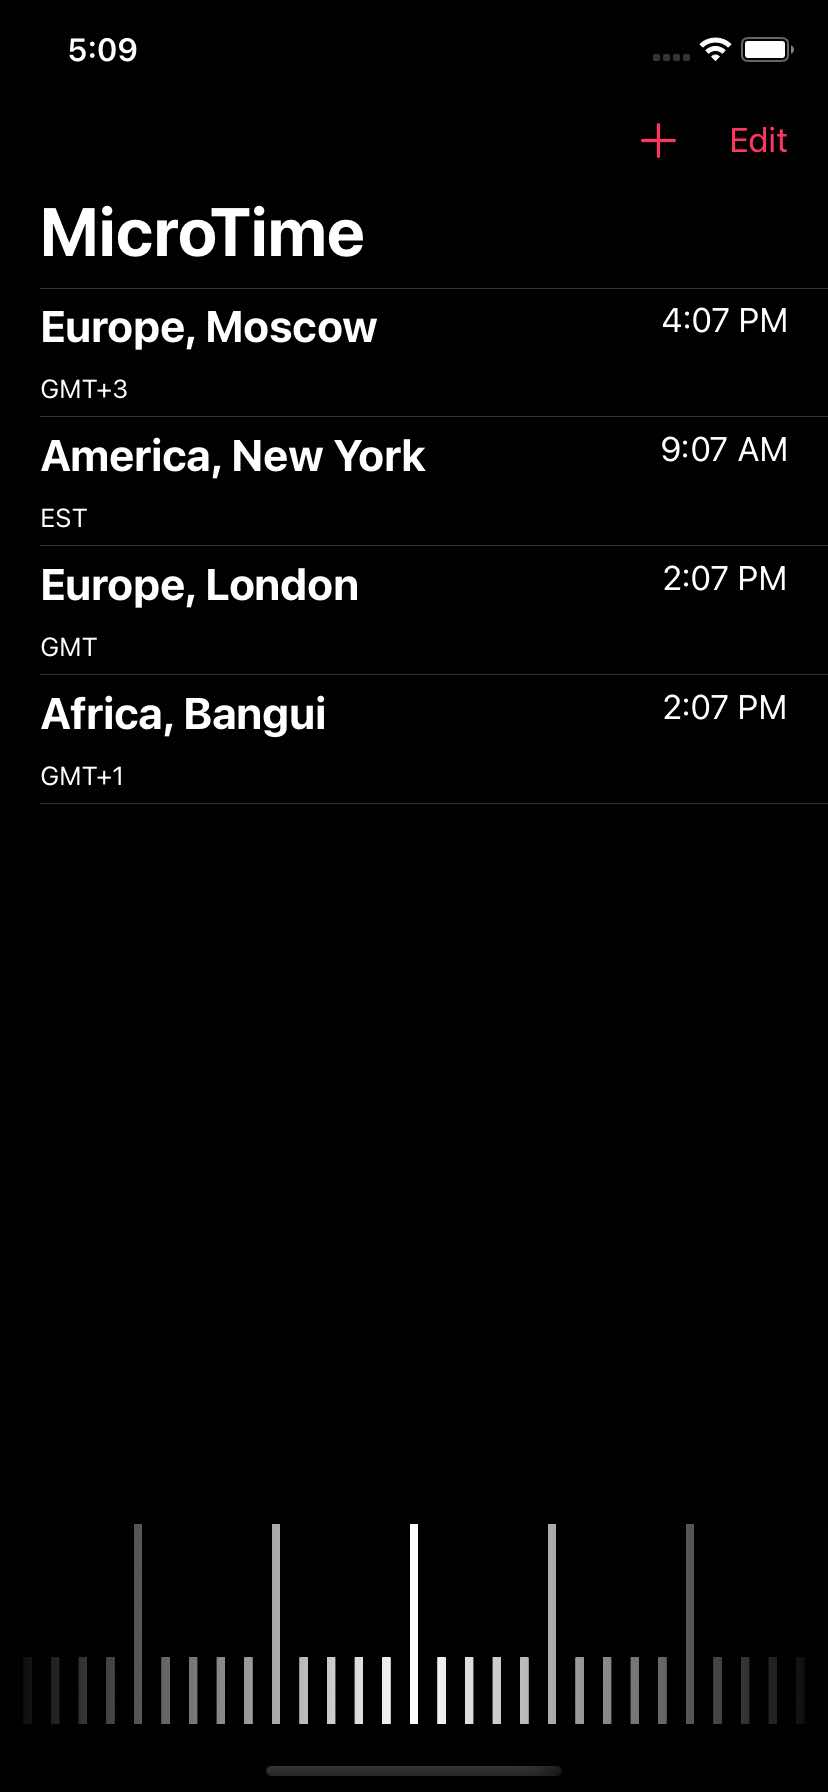 5:09
Edit
MicroTime
Europe, Moscow 4:07 PM
GMT+3
America, New York 9:07 AM
EST
Europe, London 2:07 PM
GMT
Africa, Bangui 2:07 PM
GMT+1